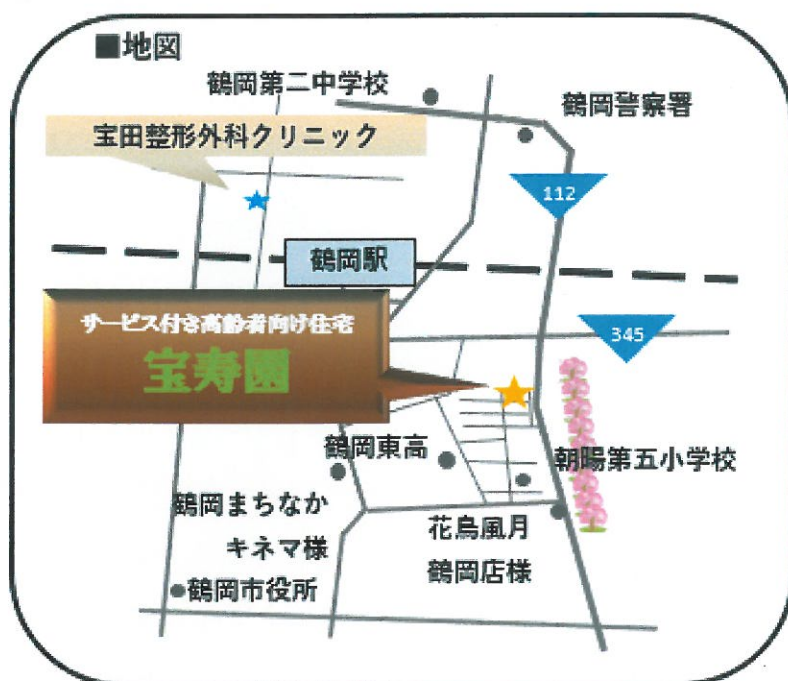 ■地図
鶴岡第二中学校
鶴岡警察署
宝田整形外科クリニック
112
鶴岡駅
サービス付き高齢者向け住宅
宝寿園
345
鶴岡東高
朝暘第五小学校
鶴岡まちなか
キネマ様
花鳥風月
鶴岡店様
鶴岡市役所